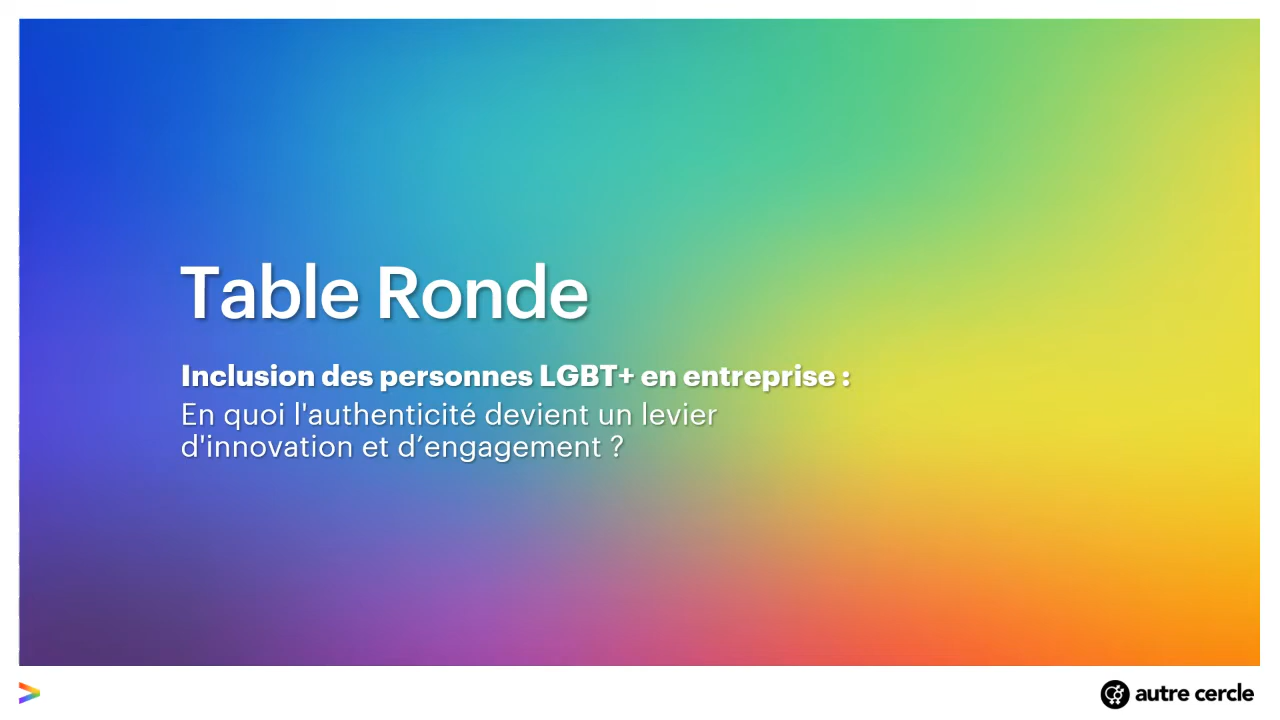 Table Ronde
Inclusion des personnes LGBT+ en entreprise :
En quoi l'authenticité devient un levier
d'innovation et d’engagement ?
autre cercle